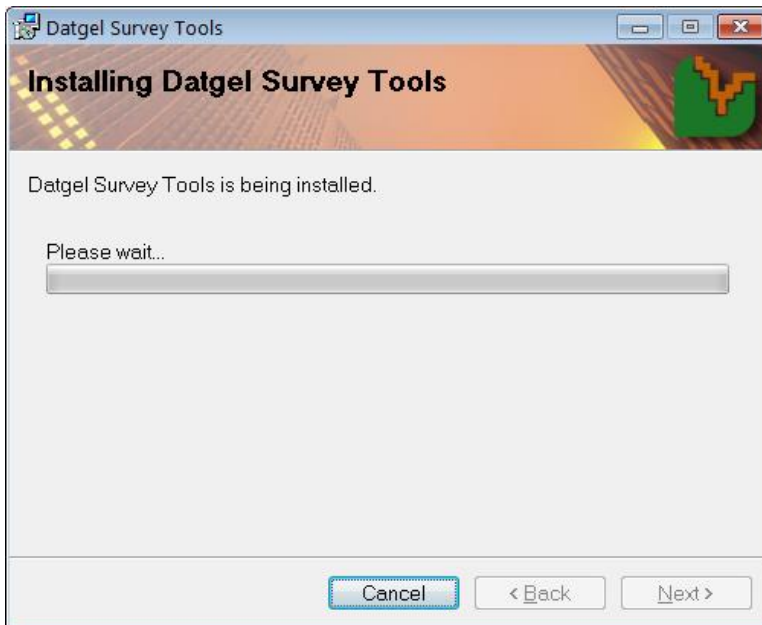 Datgel Survey Tools
Installing Datgel Survey Tools
Datgel Survey Tools is being installed.
Please wait...
Cancel
< Back
Next >